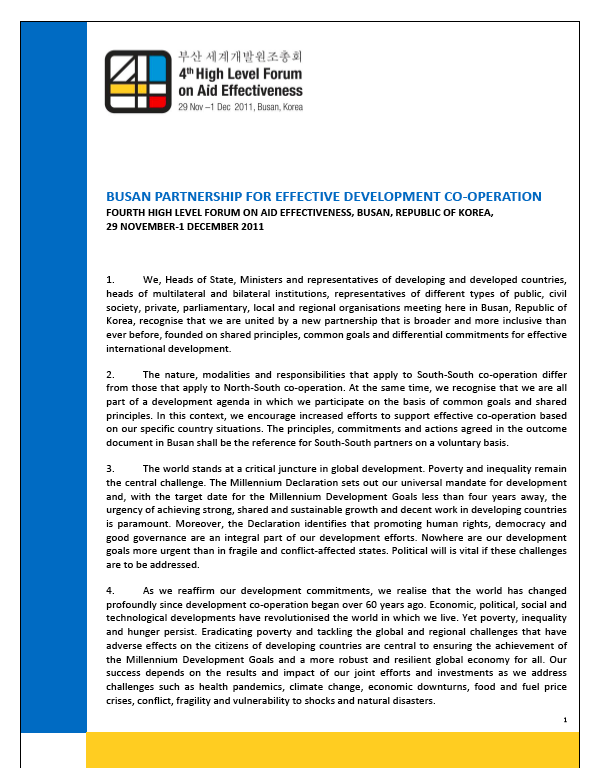 부산 세계개발원조총회
4th High Level Forum
on Aid Effectiveness
29 Nov –1 Dec 2011, Busan, Korea
BUSAN PARTNERSHIP FOR EFFECTIVE DEVELOPMENT CO-OPERATION
FOURTH HIGH LEVEL FORUM ON AID EFFECTIVENESS, BUSAN, REPUBLIC OF KOREA,
29 NOVEMBER-1 DECEMBER 2011
1. We, Heads of State, Ministers and representatives of developing and developed countries,
heads of multilateral and bilateral institutions, representatives of different types of public, civil
society, private, parliamentary, local and regional organisations meeting here in Busan, Republic of
Korea, recognise that we are united by a new partnership that is broader and more inclusive than
ever before, founded on shared principles, common goals and differential commitments for effective
international development.
2. The nature, modalities and responsibilities that apply to South-South co-operation differ
from those that apply to North-South co-operation. At the same time, we recognise that we are all
part of a development agenda in which we participate on the basis of common goals and shared
principles. In this context, we encourage increased efforts to support effective co-operation based
on our specific country situations. The principles, commitments and actions agreed in the outcome
document in Busan shall be the reference for South-South partners on a voluntary basis.
3. The world stands at a critical juncture in global development. Poverty and inequality remain
the central challenge. The Millennium Declaration sets out our universal mandate for development
and, with the target date for the Millennium Development Goals less than four years away, the
urgency of achieving strong, shared and sustainable growth and decent work in developing countries
is paramount. Moreover, the Declaration identifies that promoting human rights, democracy and
good governance are an integral part of our development efforts. Nowhere are our development
goals more urgent than in fragile and conflict-affected states. Political will is vital if these challenges
are to be addressed.
4. As we reaffirm our development commitments, we realise that the world has changed
profoundly since development co-operation began over 60 years ago. Economic, political, social and
technological developments have revolutionised the world in which we live. Yet poverty, inequality
and hunger persist. Eradicating poverty and tackling the global and regional challenges that have
adverse effects on the citizens of developing countries are central to ensuring the achievement of
the Millennium Development Goals and a more robust and resilient global economy for all. Our
success depends on the results and impact of our joint efforts and investments as we address
challenges such as health pandemics, climate change, economic downturns, food and fuel price
crises, conflict, fragility and vulnerability to shocks and natural disasters.
1